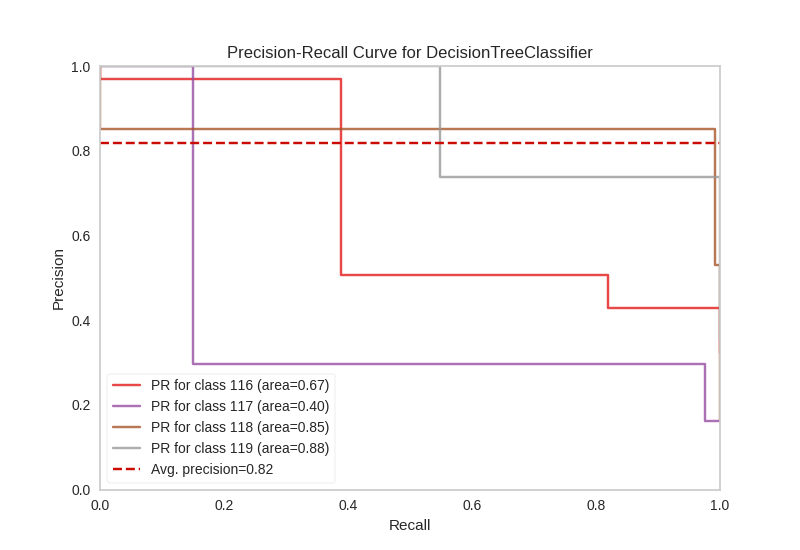 Precision-Recall Curve for DecisionTreeClassifier
1.0
0.8
0.6
0.4
0.2
0.0
Precision
PR for class 116 (area=0.67)
PR for class 117 (area=0.40)
PR for class 118 (area=0.85)
PR for class 119 (area=0.88)
Avg. precision=0.82
0.0 0.2 0.4 0.6 0.8 1.0
Recall